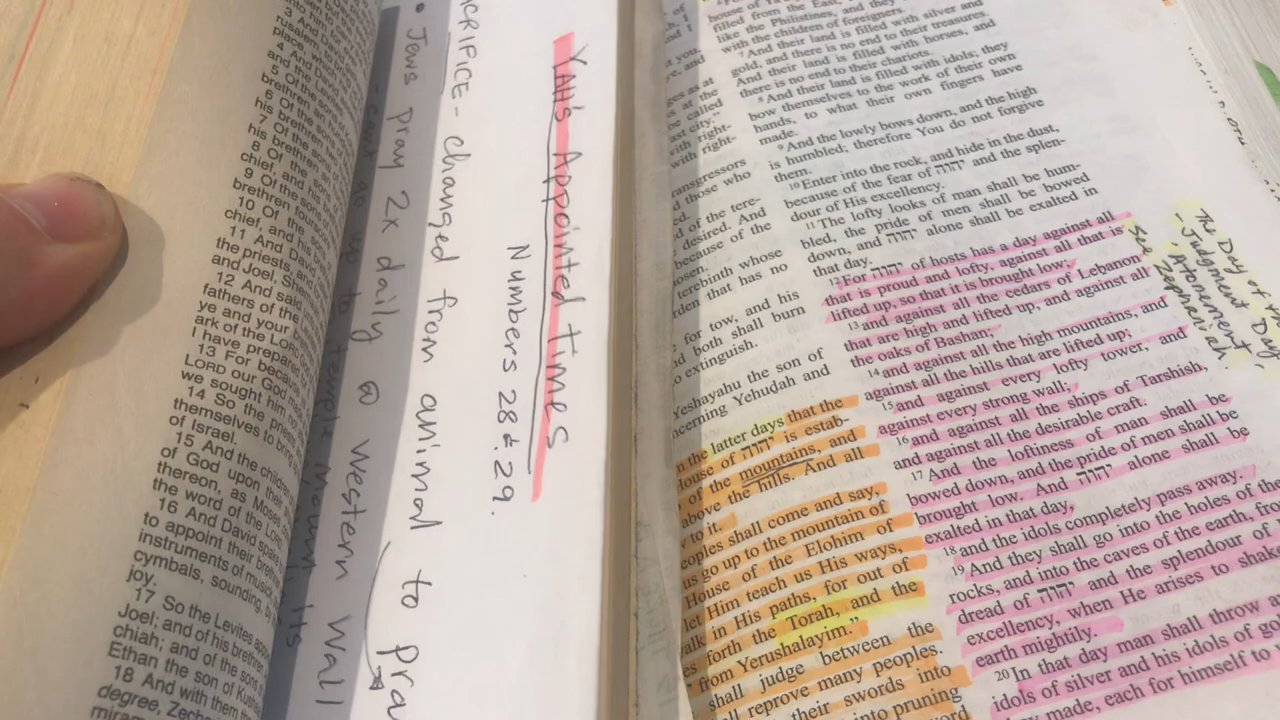 ruin it to him:
4 And David
5 Of the sons
6 Of the sons
7 Of the sons
8 Of the sons
chief, and his
9 Of the sons
10 Of the sons
chief, and his
11 And David
the priests, and
and Joel, Shem
12 And said
fathers of the
ye and your bre
ark of the LORD
I have prepared
13 For because
LORD our God made
we sought him
14 So the priests
themselves to bring
of Israel.
15 And the children
of God upon their
thereon, as Moses
the word of the Lord
16 And David spake
to appoint their brethre
instruments of music
cymbals, sounding, by
joy.
17 So the Levites appoi
Joel; and of his brethre
chiah; and of the sons
Ethan the son of Kush
18 And with them th
degree, Zecha
YAH's Appointed times
Numbers 28 & 29.
CRIFICE - changed from animal to pra
• Jews pray 2x daily @ western wall
temple mount, its
filled from the East,
like the Philistines, and they
with the children of foreigners.
7 And their land is filled with silver and
gold, and there is no end to their treasures.
And their land is filled with horses, and
there is no end to their chariots.
8 And their land is filled with idols; they
bow themselves to the work of their own
hands, to what their own fingers have
made.
9 And the lowly bows down, and the high
is humbled; therefore You do not forgive
them.
10 Enter into the rock, and hide in the dust,
because of the fear of יהוה and the splen-
dour of His excellency.
11 The lofty looks of man shall be hum-
bled, the pride of men shall be bowed
down, and יהוה alone shall be exalted in
that day.
12 For יהוה of hosts has a day against all
that is proud and lofty, against all that is
lifted up, so that it is brought low;
13 and against all the cedars of Lebanon
that are high and lifted up, and against all
the oaks of Bashan;
14 and against all the high mountains, and
against all the hills that are lifted up;
15 and against every lofty tower, and
against every strong wall;
16 and against all the ships of Tarshish,
and against all the desirable craft.
17 And the loftiness of man shall be
bowed down, and the pride of men shall be
brought low. And יהוה alone shall be
exalted in that day,
18 and the idols completely pass away.
19 And they shall go into the holes of the
rocks, and into the caves of the earth, fro
dread of יהוה and the splendour of
excellency, when He arises to shake
earth mightily.
20 In that day man shall throw a
idols of silver and his idols of go
made, each for himself to
ransgressors
d those who
of the tere-
desired. And
because of the
terebinth whose
rden that has no
for tow, and his
nd both shall burn
o extinguish.
Yeshayahu the son of
erning Yehudah and
n the latter days that the
House of יהוה is estab-
of the mountains, and
above the hills. And all
to it.
eoples shall come and say,
us go up to the mountain of
House of the Elohim of
let Him teach us His ways,
alk in His paths, for out of
es forth the Torah, and the
from Yerushalayim."
shall judge between the
ll reprove many peoples.
their swords into
into pruning
The Day of
- Judgment Day
- Atonement
See Zephaniah